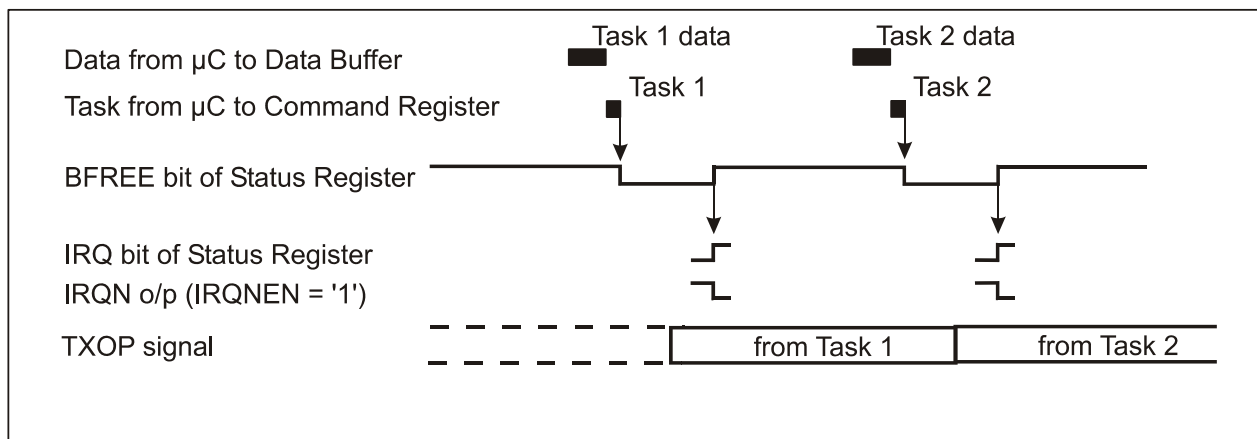 Task 1 data Task 2 data
Data from µC to Data Buffer
Task 1 Task 2
Task from µC to Command Register
BFREE bit of Status Register
IRQ bit of Status Register
IRQN o/p (IRQNEN = '1')
TXOP signal from Task 1 from Task 2